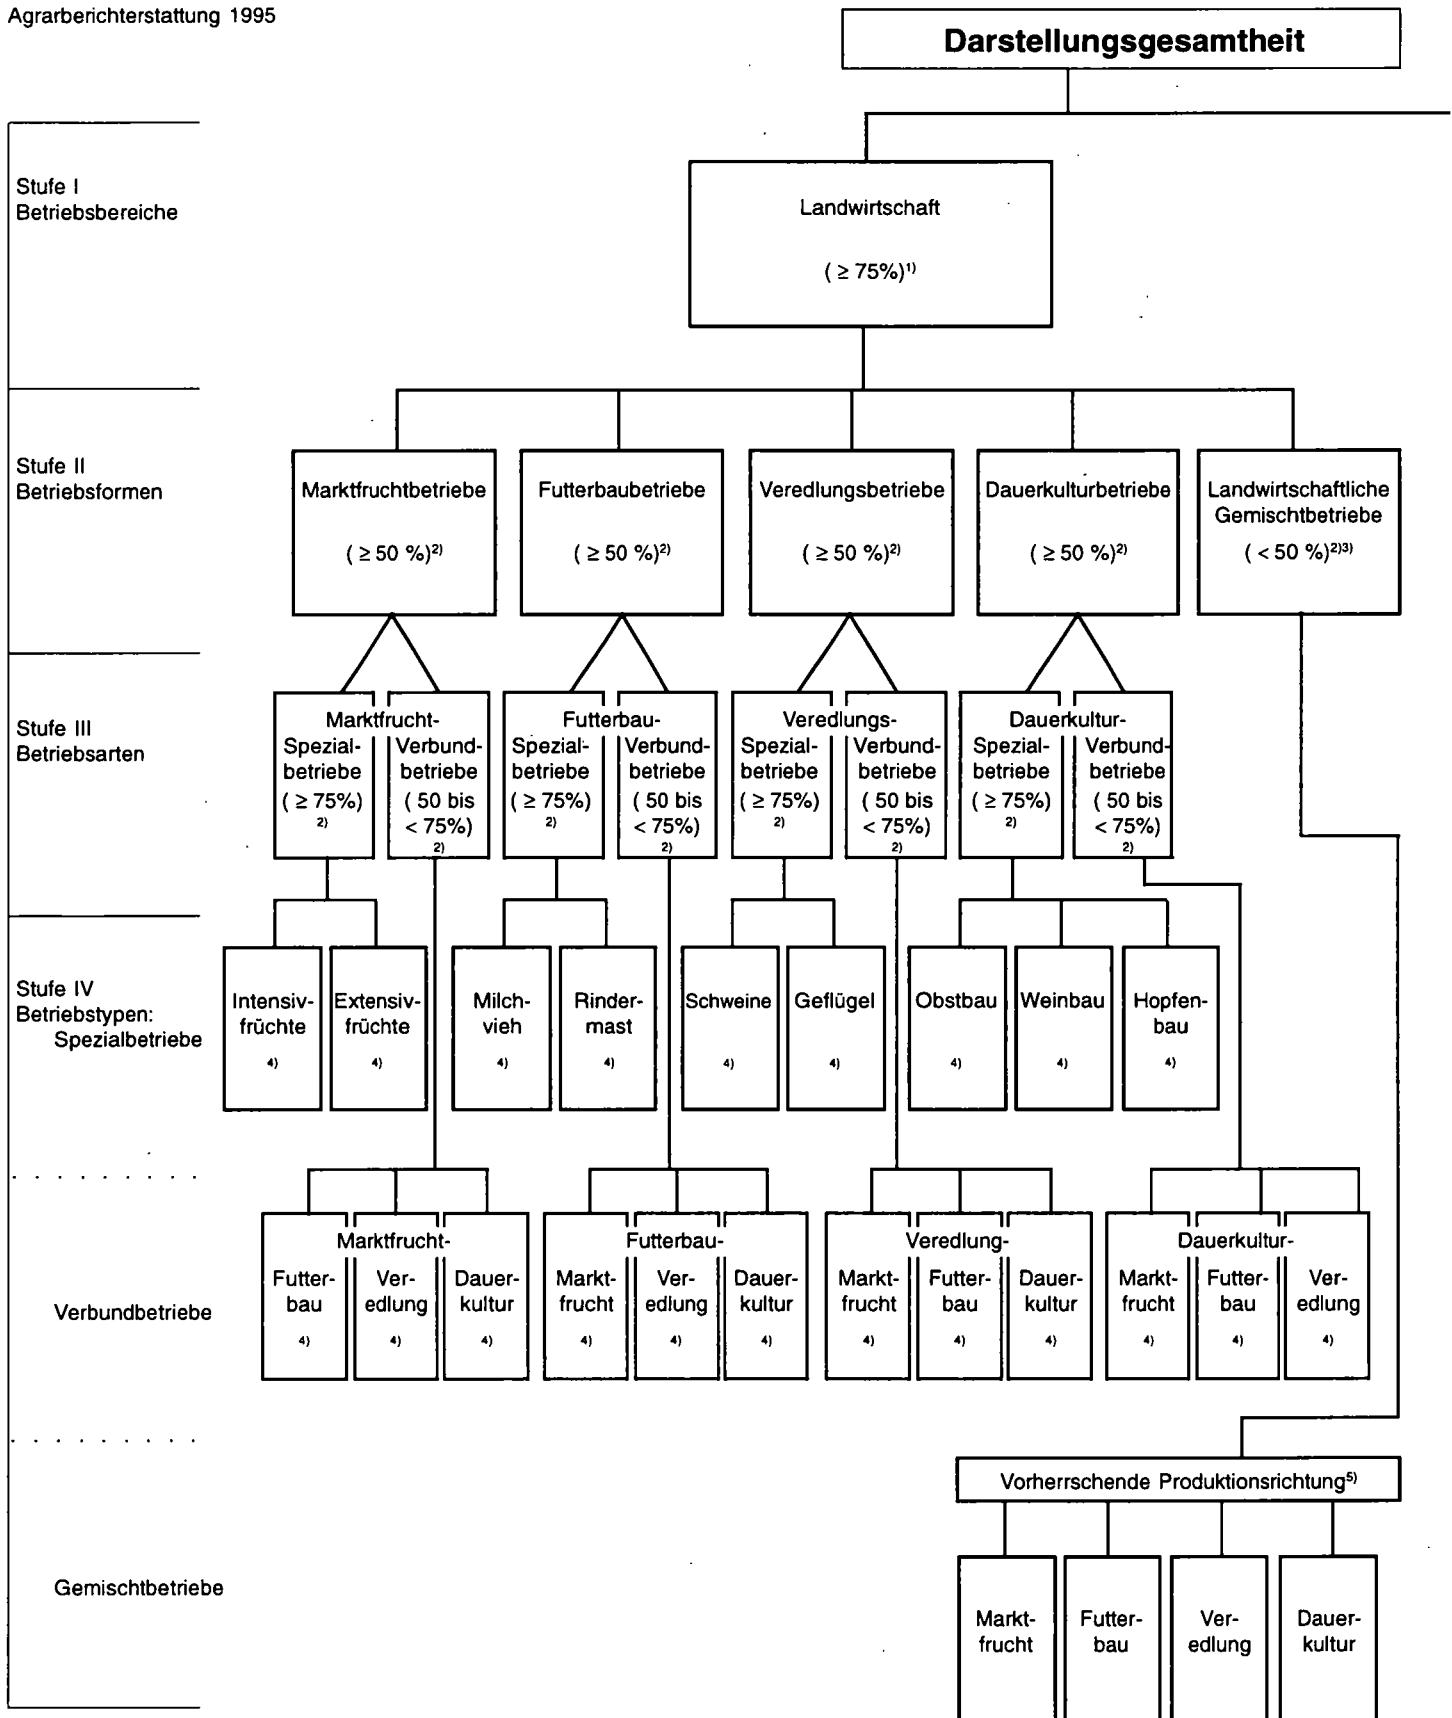 Agrarberichterstattung 1995
Darstellungsgesamtheit
Stufe I
Betriebsbereiche
Landwirtschaft
( ≥ 75%)¹⁾
Stufe II
Betriebsformen
Marktfruchtbetriebe
( ≥ 50 %)²⁾
Futterbaubetriebe
( ≥ 50 %)²⁾
Veredlungsbetriebe
( ≥ 50 %)²⁾
Dauerkulturbetriebe
( ≥ 50 %)²⁾
Landwirtschaftliche
Gemischtbetriebe
( < 50 %)²⁾³⁾
Stufe III
Betriebsarten
Marktfrucht-
Spezial-
betriebe
( ≥ 75%)
2)
Verbund-
betriebe
( 50 bis
< 75%)
2)
Futterbau-
Spezial-
betriebe
( ≥ 75%)
2)
Verbund-
betriebe
( 50 bis
< 75%)
2)
Veredlungs-
Spezial-
betriebe
( ≥ 75%)
2)
Verbund-
betriebe
( 50 bis
< 75%)
2)
Dauerkultur-
Spezial-
betriebe
( ≥ 75%)
2)
Verbund-
betriebe
( 50 bis
< 75%)
2)
Stufe IV
Betriebstypen:
Spezialbetriebe
Intensiv-
früchte
4)
Extensiv-
früchte
4)
Milch-
vieh
4)
Rinder-
mast
4)
Schweine
4)
Geflügel
4)
Obstbau
4)
Weinbau
4)
Hopfen-
bau
4)
Verbundbetriebe
Marktfrucht-
Futter-
bau
4)
Ver-
edlung
4)
Dauer-
kultur
4)
Futterbau-
Markt-
frucht
4)
Ver-
edlung
4)
Dauer-
kultur
4)
Veredlung-
Markt-
frucht
4)
Futter-
bau
4)
Dauer-
kultur
4)
Dauerkultur-
Markt-
frucht
4)
Futter-
bau
4)
Ver-
edlung
4)
Vorherrschende Produktionsrichtung⁵⁾
Gemischtbetriebe
Markt-
frucht
Futter-
bau
Ver-
edlung
Dauer-
kultur